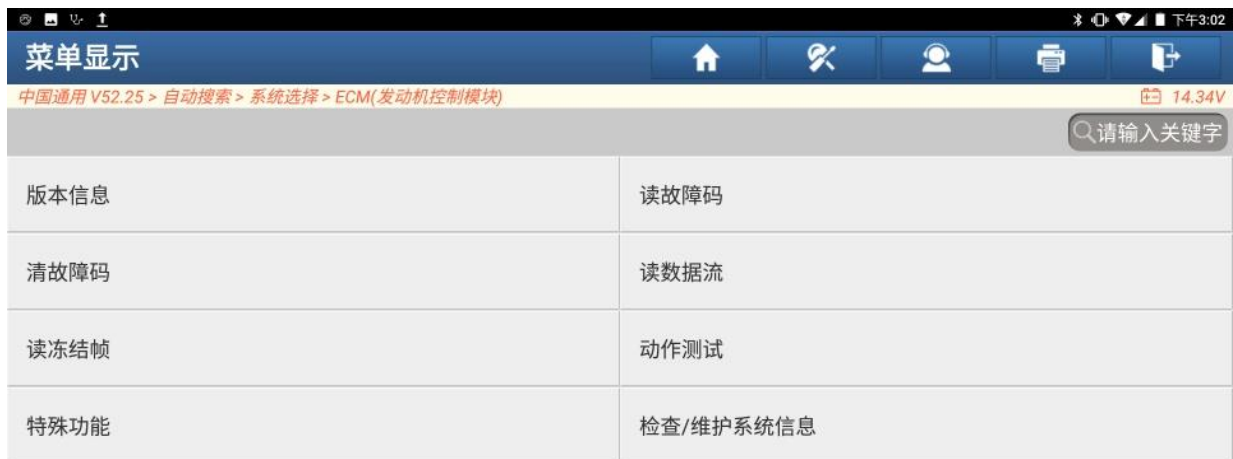 下午3:02
菜单显示
中国通用 V52.25 > 自动搜索 > 系统选择 > ECM(发动机控制模块) 14.34V
请输入关键字
版本信息 读故障码
清故障码 读数据流
读冻结帧 动作测试
特殊功能 检查/维护系统信息